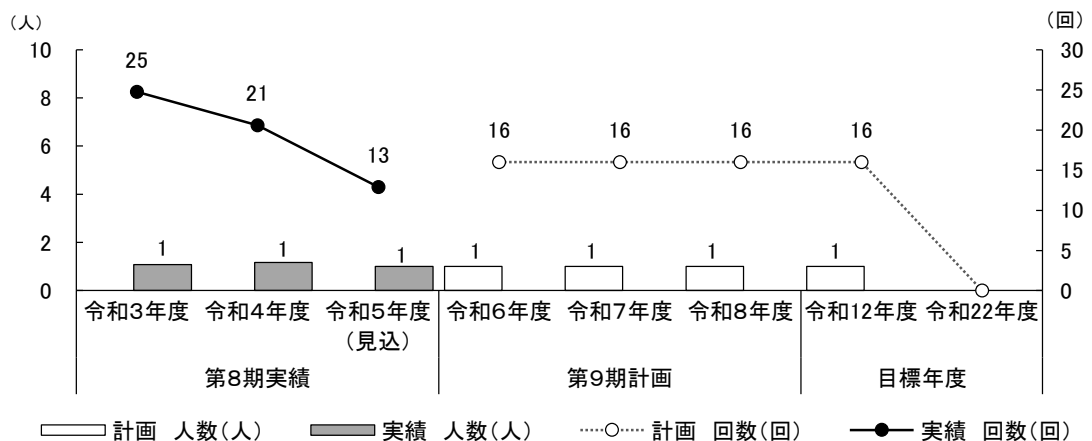 (人)
(回)
10
8
6
4
2
0
30
25
20
15
10
5
0
25
21
13
16
16
16
16
1
1
1
1
1
1
1
令和3年度
令和4年度
令和5年度
(見込)
令和6年度
令和7年度
令和8年度
令和12年度
令和22年度
第8期実績
第9期計画
目標年度
計画 人数(人)
実績 人数(人)
計画 回数(回)
実績 回数(回)